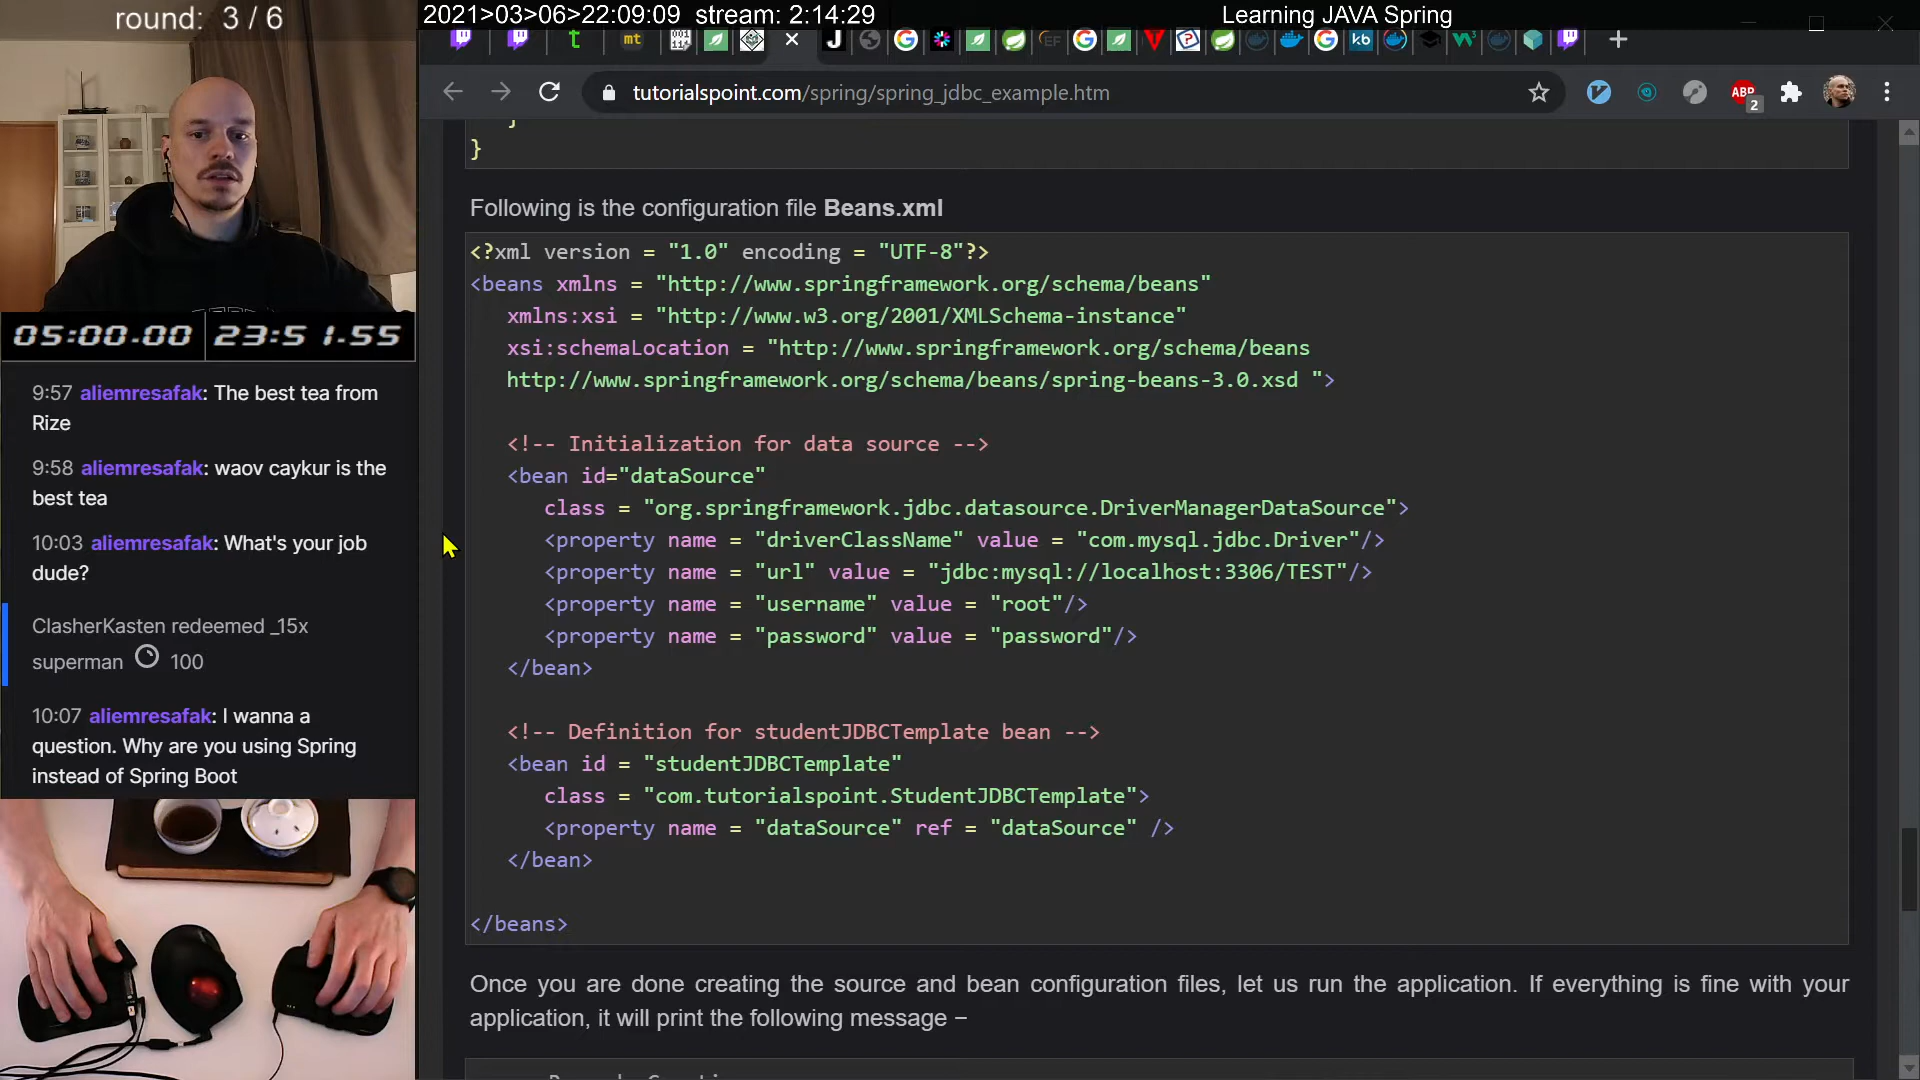 round: 3 / 6
2021>03>06>22:09:09 stream: 2:14:29
Learning JAVA Spring
tutorialspoint.com/spring/spring_jdbc_example.htm
ABP
2
}
Following is the configuration file Beans.xml
<?xml version = "1.0" encoding = "UTF-8"?>
<beans xmlns = "http://www.springframework.org/schema/beans"
xmlns:xsi = "http://www.w3.org/2001/XMLSchema-instance"
xsi:schemaLocation = "http://www.springframework.org/schema/beans
http://www.springframework.org/schema/beans/spring-beans-3.0.xsd ">
<!-- Initialization for data source -->
<bean id="dataSource"
class = "org.springframework.jdbc.datasource.DriverManagerDataSource">
<property name = "driverClassName" value = "com.mysql.jdbc.Driver"/>
<property name = "url" value = "jdbc:mysql://localhost:3306/TEST"/>
<property name = "username" value = "root"/>
<property name = "password" value = "password"/>
</bean>
<!-- Definition for studentJDBCTemplate bean -->
<bean id = "studentJDBCTemplate"
class = "com.tutorialspoint.StudentJDBCTemplate">
<property name = "dataSource" ref = "dataSource" />
</bean>
</beans>
Once you are done creating the source and bean configuration files, let us run the application. If everything is fine with your
application, it will print the following message −
05:00.00 23:51.55
9:57 aliemresafak: The best tea from
Rize
9:58 aliemresafak: waov caykur is the
best tea
10:03 aliemresafak: What's your job
dude?
ClasherKasten redeemed _15x
superman 100
10:07 aliemresafak: I wanna a
question. Why are you using Spring
instead of Spring Boot